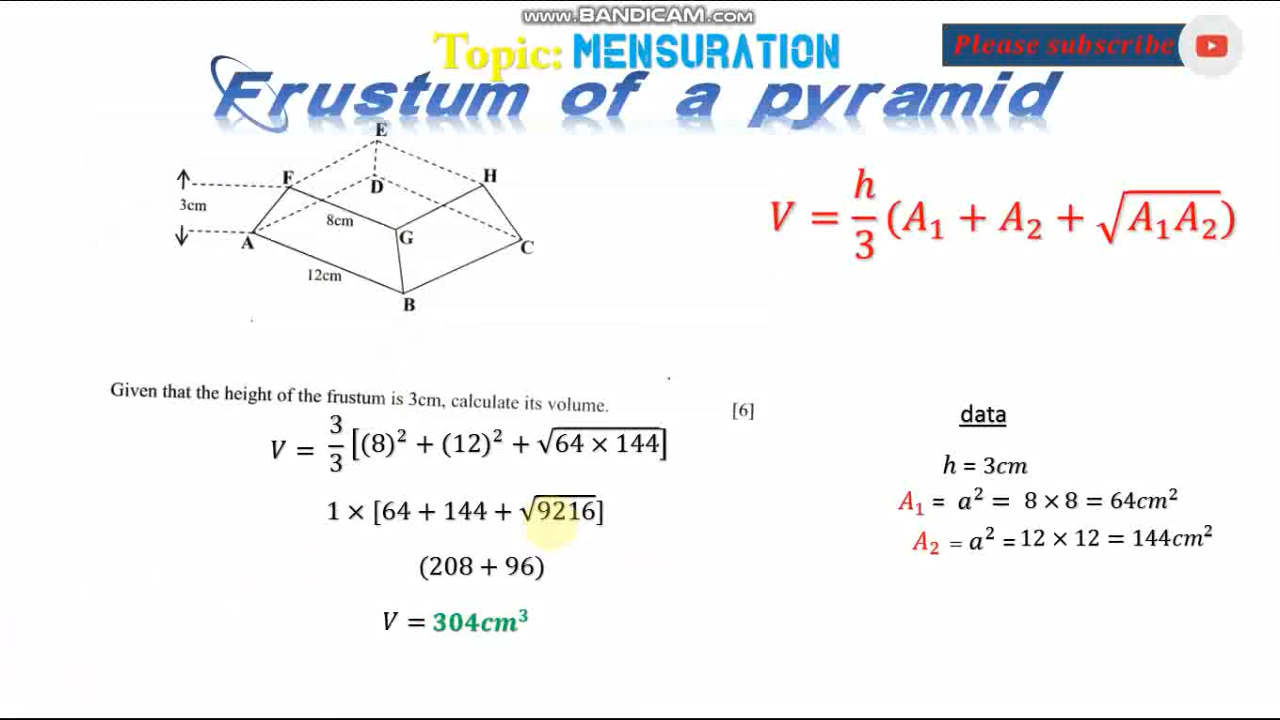 www.BANDICAM.com
Topic: MENSURATION
Please subscribe
Frustum of a pyramid
E
F
D
H
3cm
8cm
A
G
C
12cm
B
V = h/3 (A₁ + A₂ + √(A₁A₂))
Given that the height of the frustum is 3cm, calculate its volume. [6]
V = 3/3 [(8)² + (12)² + √(64 × 144)]
1 × [64 + 144 + √9216]
(208 + 96)
V = 304cm³
data
h = 3cm
A₁ = a² = 8 × 8 = 64cm²
A₂ = a² = 12 × 12 = 144cm²